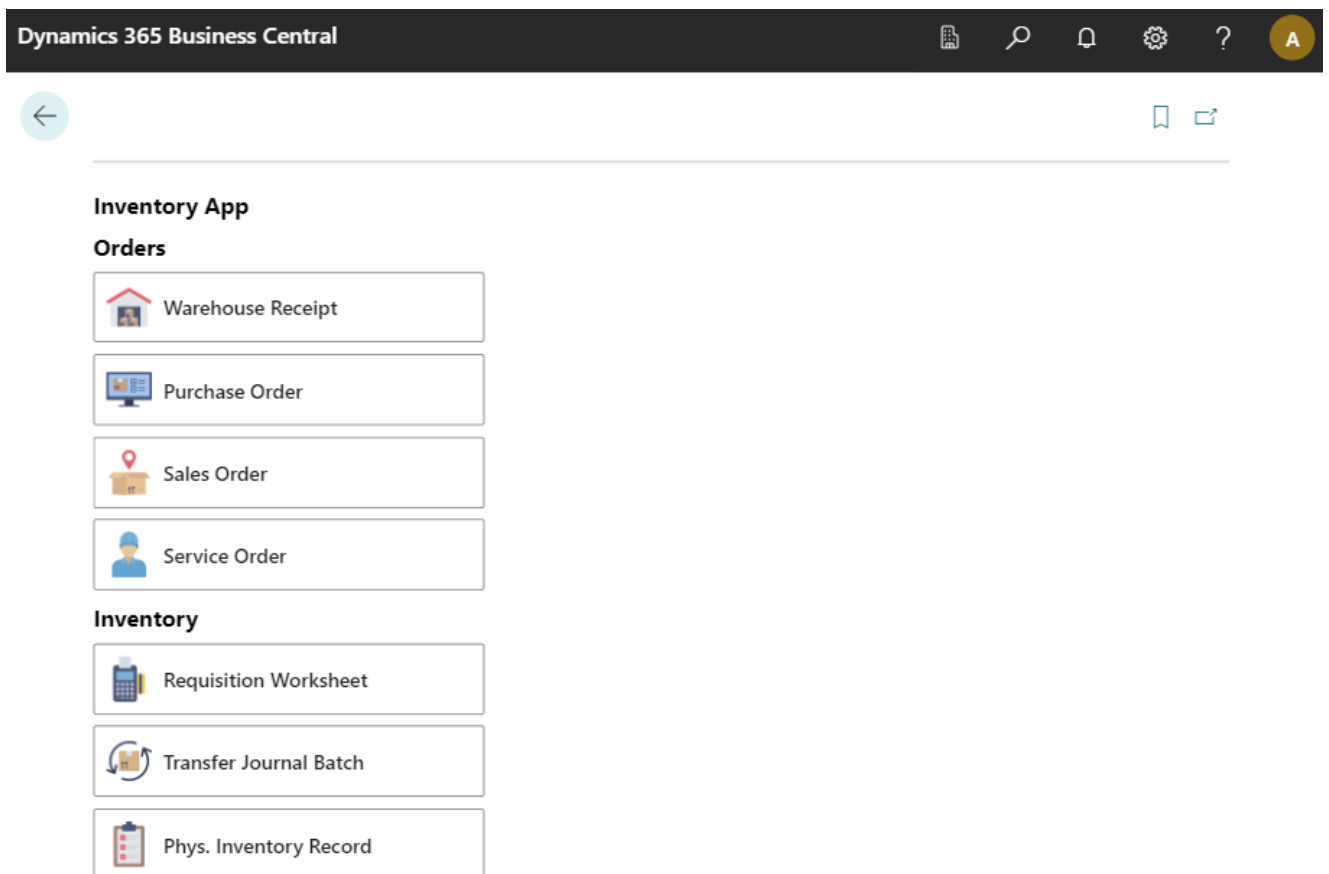 Dynamics 365 Business Central
?
A
Inventory App
Orders
Warehouse Receipt
Purchase Order
Sales Order
Service Order
Inventory
Requisition Worksheet
Transfer Journal Batch
Phys. Inventory Record